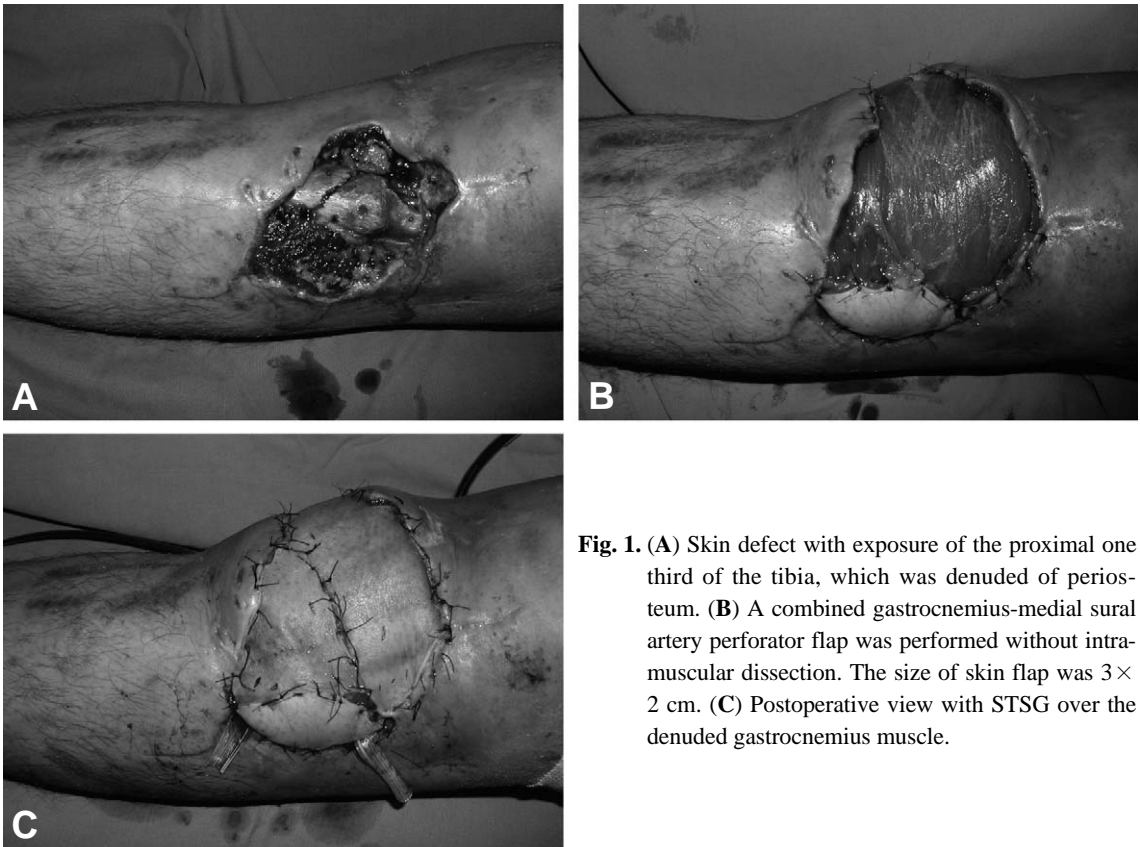 A
B
C
Fig. 1. (A) Skin defect with exposure of the proximal one
third of the tibia, which was denuded of perios-
teum. (B) A combined gastrocnemius-medial sural
artery perforator flap was performed without intra-
muscular dissection. The size of skin flap was 3×
2 cm. (C) Postoperative view with STSG over the
denuded gastrocnemius muscle.